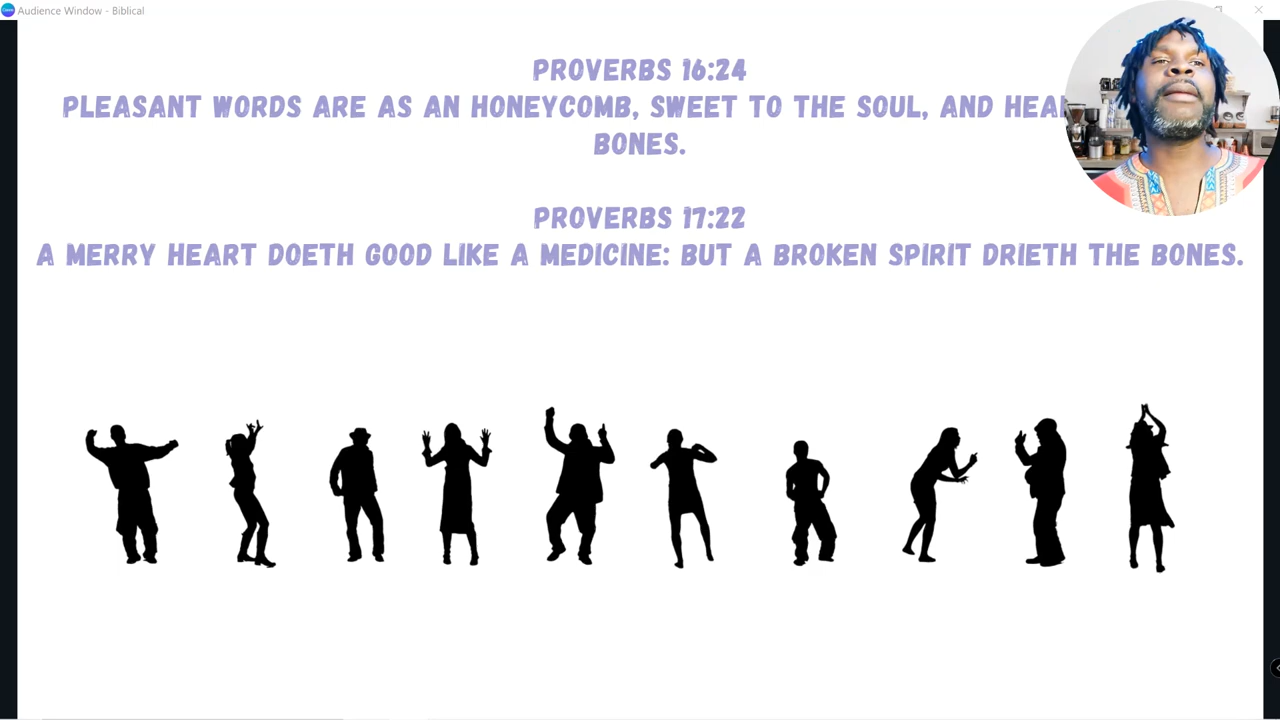 Audience Window - Biblical
PROVERBS 16:24
PLEASANT WORDS ARE AS AN HONEYCOMB, SWEET TO THE SOUL, AND
BONES.
PROVERBS 17:22
A MERRY HEART DOETH GOOD LIKE A MEDICINE: BUT A BROKEN SPIRIT DRIETH THE BONES.